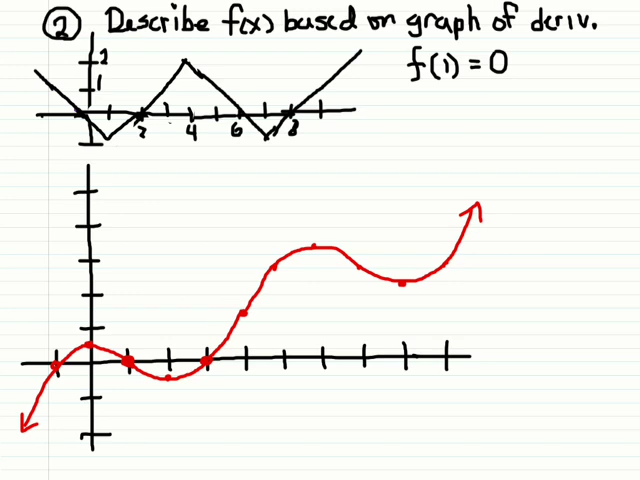 ② Describe f(x) based on graph of deriv.
f(1) = 0
2
1
2 4 6 8